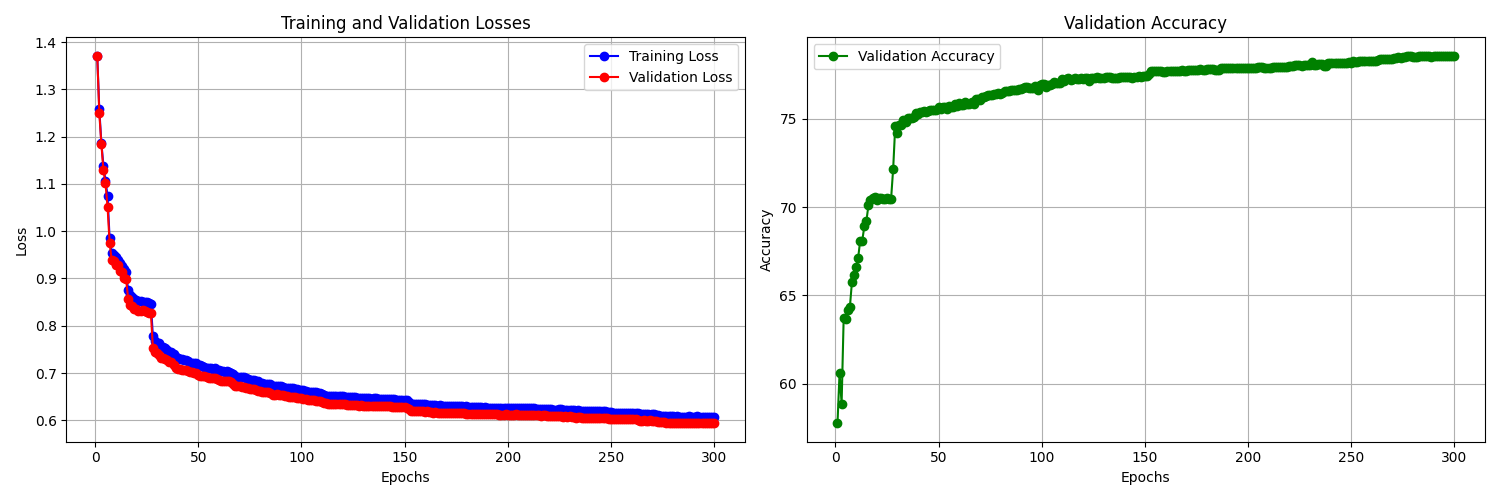 Training and Validation Losses
Training Loss
Validation Loss
1.4
1.3
1.2
1.1
1.0
0.9
0.8
0.7
0.6
Loss
0 50 100 150 200 250 300
Epochs
Validation Accuracy
Validation Accuracy
75
70
65
60
Accuracy
0 50 100 150 200 250 300
Epochs